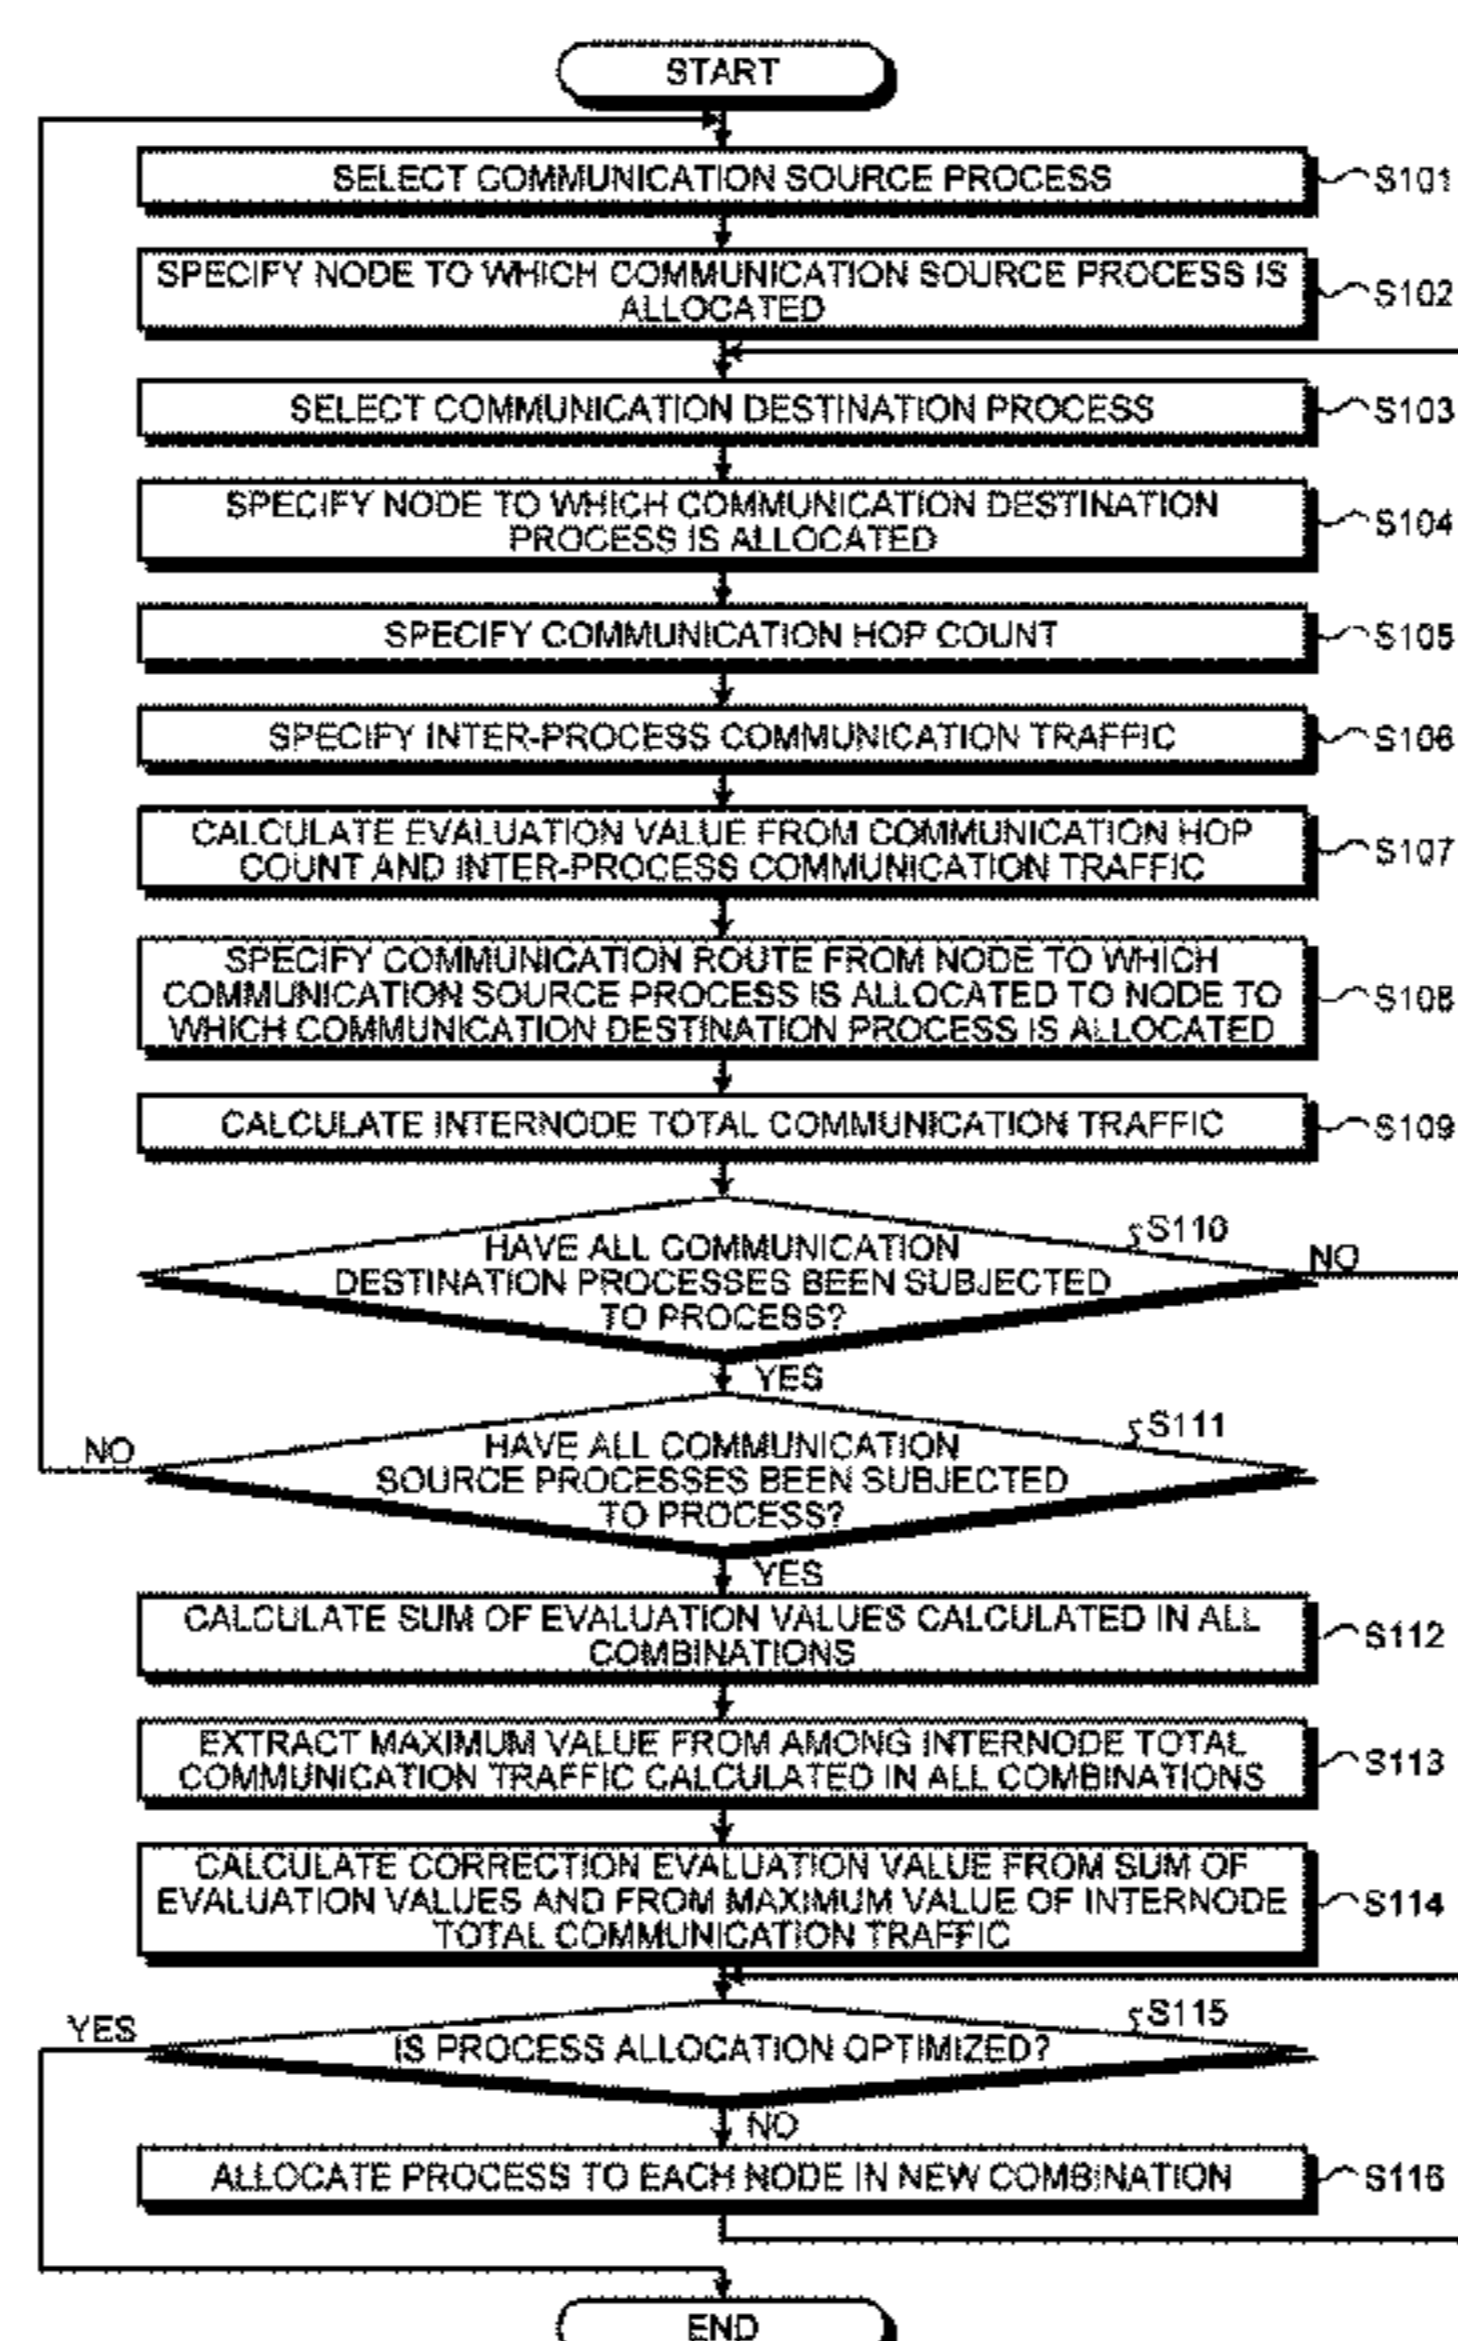 START
SELECT COMMUNICATION SOURCE PROCESS
S101
SPECIFY NODE TO WHICH COMMUNICATION SOURCE PROCESS IS
ALLOCATED
S102
SELECT COMMUNICATION DESTINATION PROCESS
S103
SPECIFY NODE TO WHICH COMMUNICATION DESTINATION
PROCESS IS ALLOCATED
S104
SPECIFY COMMUNICATION HOP COUNT
S105
SPECIFY INTER-PROCESS COMMUNICATION TRAFFIC
S106
CALCULATE EVALUATION VALUE FROM COMMUNICATION HOP
COUNT AND INTER-PROCESS COMMUNICATION TRAFFIC
S107
SPECIFY COMMUNICATION ROUTE FROM NODE TO WHICH
COMMUNICATION SOURCE PROCESS IS ALLOCATED TO NODE TO
WHICH COMMUNICATION DESTINATION PROCESS IS ALLOCATED
S108
CALCULATE INTERNODE TOTAL COMMUNICATION TRAFFIC
S109
S110
HAVE ALL COMMUNICATION
DESTINATION PROCESSES BEEN SUBJECTED
TO PROCESS?
NO
YES
S111
HAVE ALL COMMUNICATION
SOURCE PROCESSES BEEN SUBJECTED
TO PROCESS?
NO
YES
CALCULATE SUM OF EVALUATION VALUES CALCULATED IN ALL
COMBINATIONS
S112
EXTRACT MAXIMUM VALUE FROM AMONG INTERNODE TOTAL
COMMUNICATION TRAFFIC CALCULATED IN ALL COMBINATIONS
S113
CALCULATE CORRECTION EVALUATION VALUE FROM SUM OF
EVALUATION VALUES AND FROM MAXIMUM VALUE OF INTERNODE
TOTAL COMMUNICATION TRAFFIC
S114
S115
YES
IS PROCESS ALLOCATION OPTIMIZED?
NO
ALLOCATE PROCESS TO EACH NODE IN NEW COMBINATION
S116
END